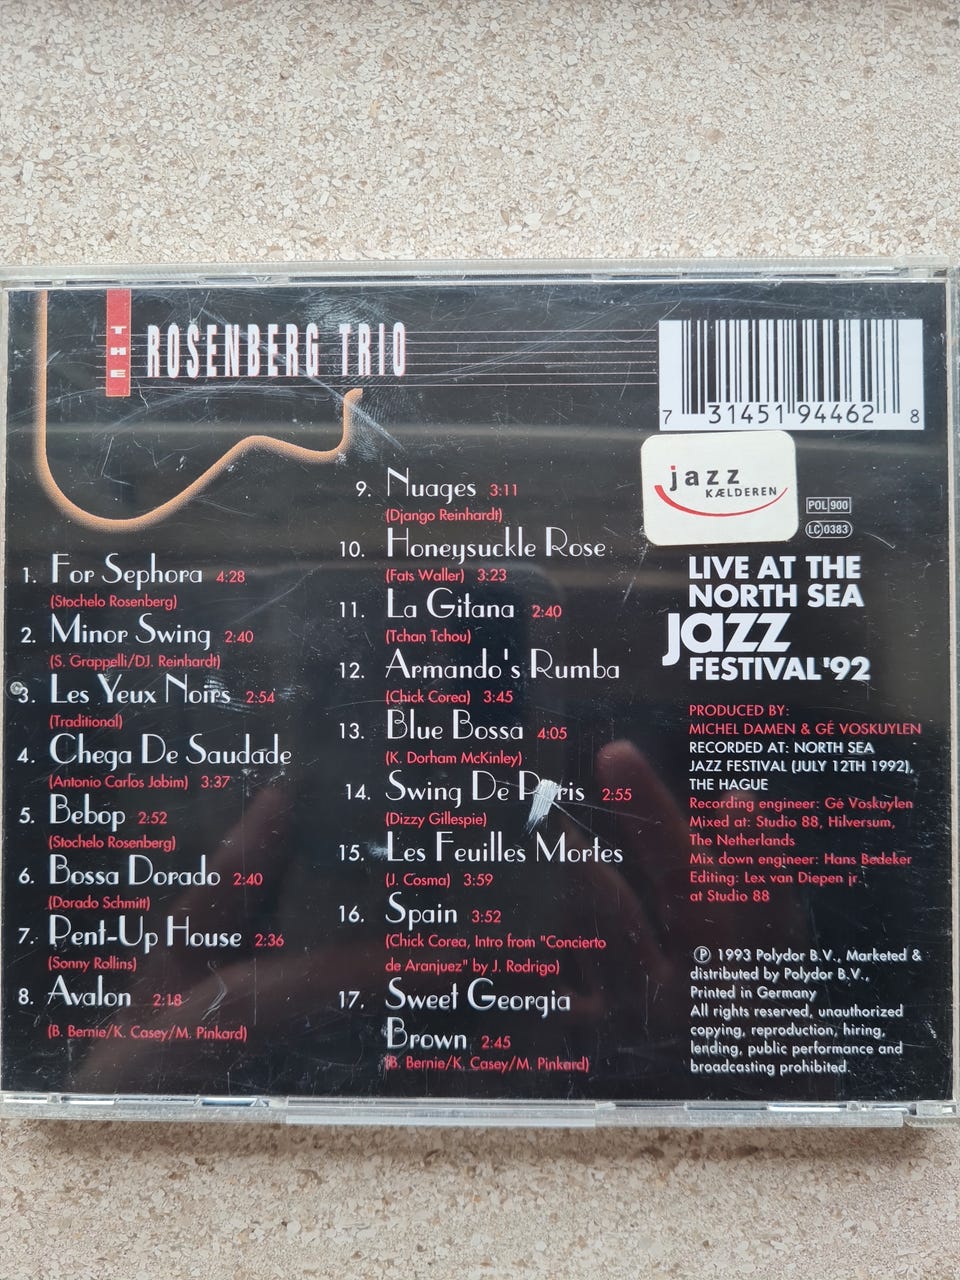 THE
ROSENBERG TRIO
7 31451 94462 8
jazz
KÆLDEREN
POL 900
LC 0383
1. For Sephora 4:28
(Stochelo Rosenberg)
2. Minor Swing 2:40
(S. Grappelli/DJ. Reinhardt)
3. Les Yeux Noirs 2:54
(Traditional)
4. Chega De Saudade
(Antonio Carlos Jobim) 3:37
5. Bebop 2:52
(Stochelo Rosenberg)
6. Bossa Dorado 2:40
(Dorado Schmitt)
7. Pent-Up House 2:36
(Sonny Rollins)
8. Avalon 2:18
(B. Bernie/K. Casey/M. Pinkard)
9. Nuages 3:11
(Django Reinhardt)
10. Honeysuckle Rose
(Fats Waller) 3:23
11. La Gitana 2:40
(Tchan Tchou)
12. Armando's Rumba
(Chick Corea) 3:45
13. Blue Bossa 4:05
(K. Dorham McKinley)
14. Swing De Paris 2:55
(Dizzy Gillespie)
15. Les Feuilles Mortes
(J. Cosma) 3:59
16. Spain 3:52
(Chick Corea, Intro from "Concierto
de Aranjuez" by J. Rodrigo)
17. Sweet Georgia
Brown 2:45
(B. Bernie/K. Casey/M. Pinkard)
LIVE AT THE
NORTH SEA
jazz
FESTIVAL'92
PRODUCED BY:
MICHEL DAMEN & GÉ VOSKUYLEN
RECORDED AT: NORTH SEA
JAZZ FESTIVAL (JULY 12TH 1992),
THE HAGUE
Recording engineer: Gé Voskuylen
Mixed at: Studio 88, Hilversum,
The Netherlands
Mix down engineer: Hans Bedeker
Editing: Lex van Diepen jr.
at Studio 88
Ⓟ 1993 Polydor B.V., Marketed &
distributed by Polydor B.V.,
Printed in Germany
All rights reserved, unauthorized
copying, reproduction, hiring,
lending, public performance and
broadcasting prohibited.